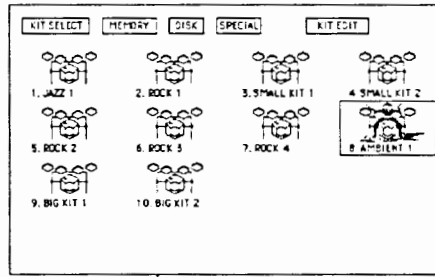 KIT SELECT MEMORY DISK SPECIAL KIT EDIT
1. JAZZ 1 2. ROCK 1 3. SMALL KIT 1 4. SMALL KIT 2
5. ROCK 2 6. ROCK 3 7. ROCK 4 8. AMBIENT 1
9. BIG KIT 1 10. BIG KIT 2